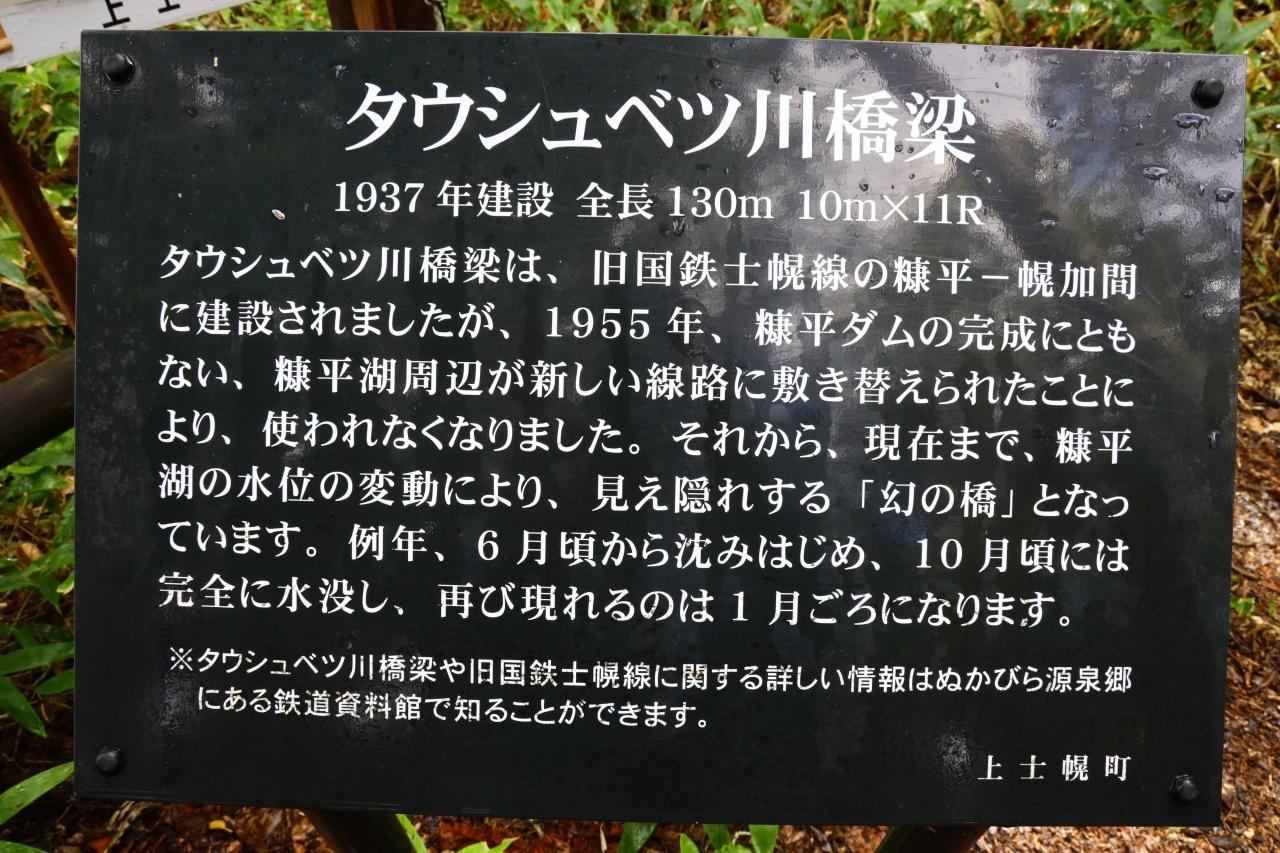 タウシュベツ川橋梁
1937年建設 全長130m 10m×11R
タウシュベツ川橋梁は、旧国鉄士幌線の糠平－幌加間
に建設されましたが、1955年、糠平ダムの完成にとも
ない、糠平湖周辺が新しい線路に敷き替えられたことに
より、使われなくなりました。それから、現在まで、糠平
湖の水位の変動により、見え隠れする「幻の橋」となっ
ています。例年、6月頃から沈みはじめ、10月頃には
完全に水没し、再び現れるのは1月ごろになります。
※タウシュベツ川橋梁や旧国鉄士幌線に関する詳しい情報はぬかびら源泉郷
にある鉄道資料館で知ることができます。
上士幌町